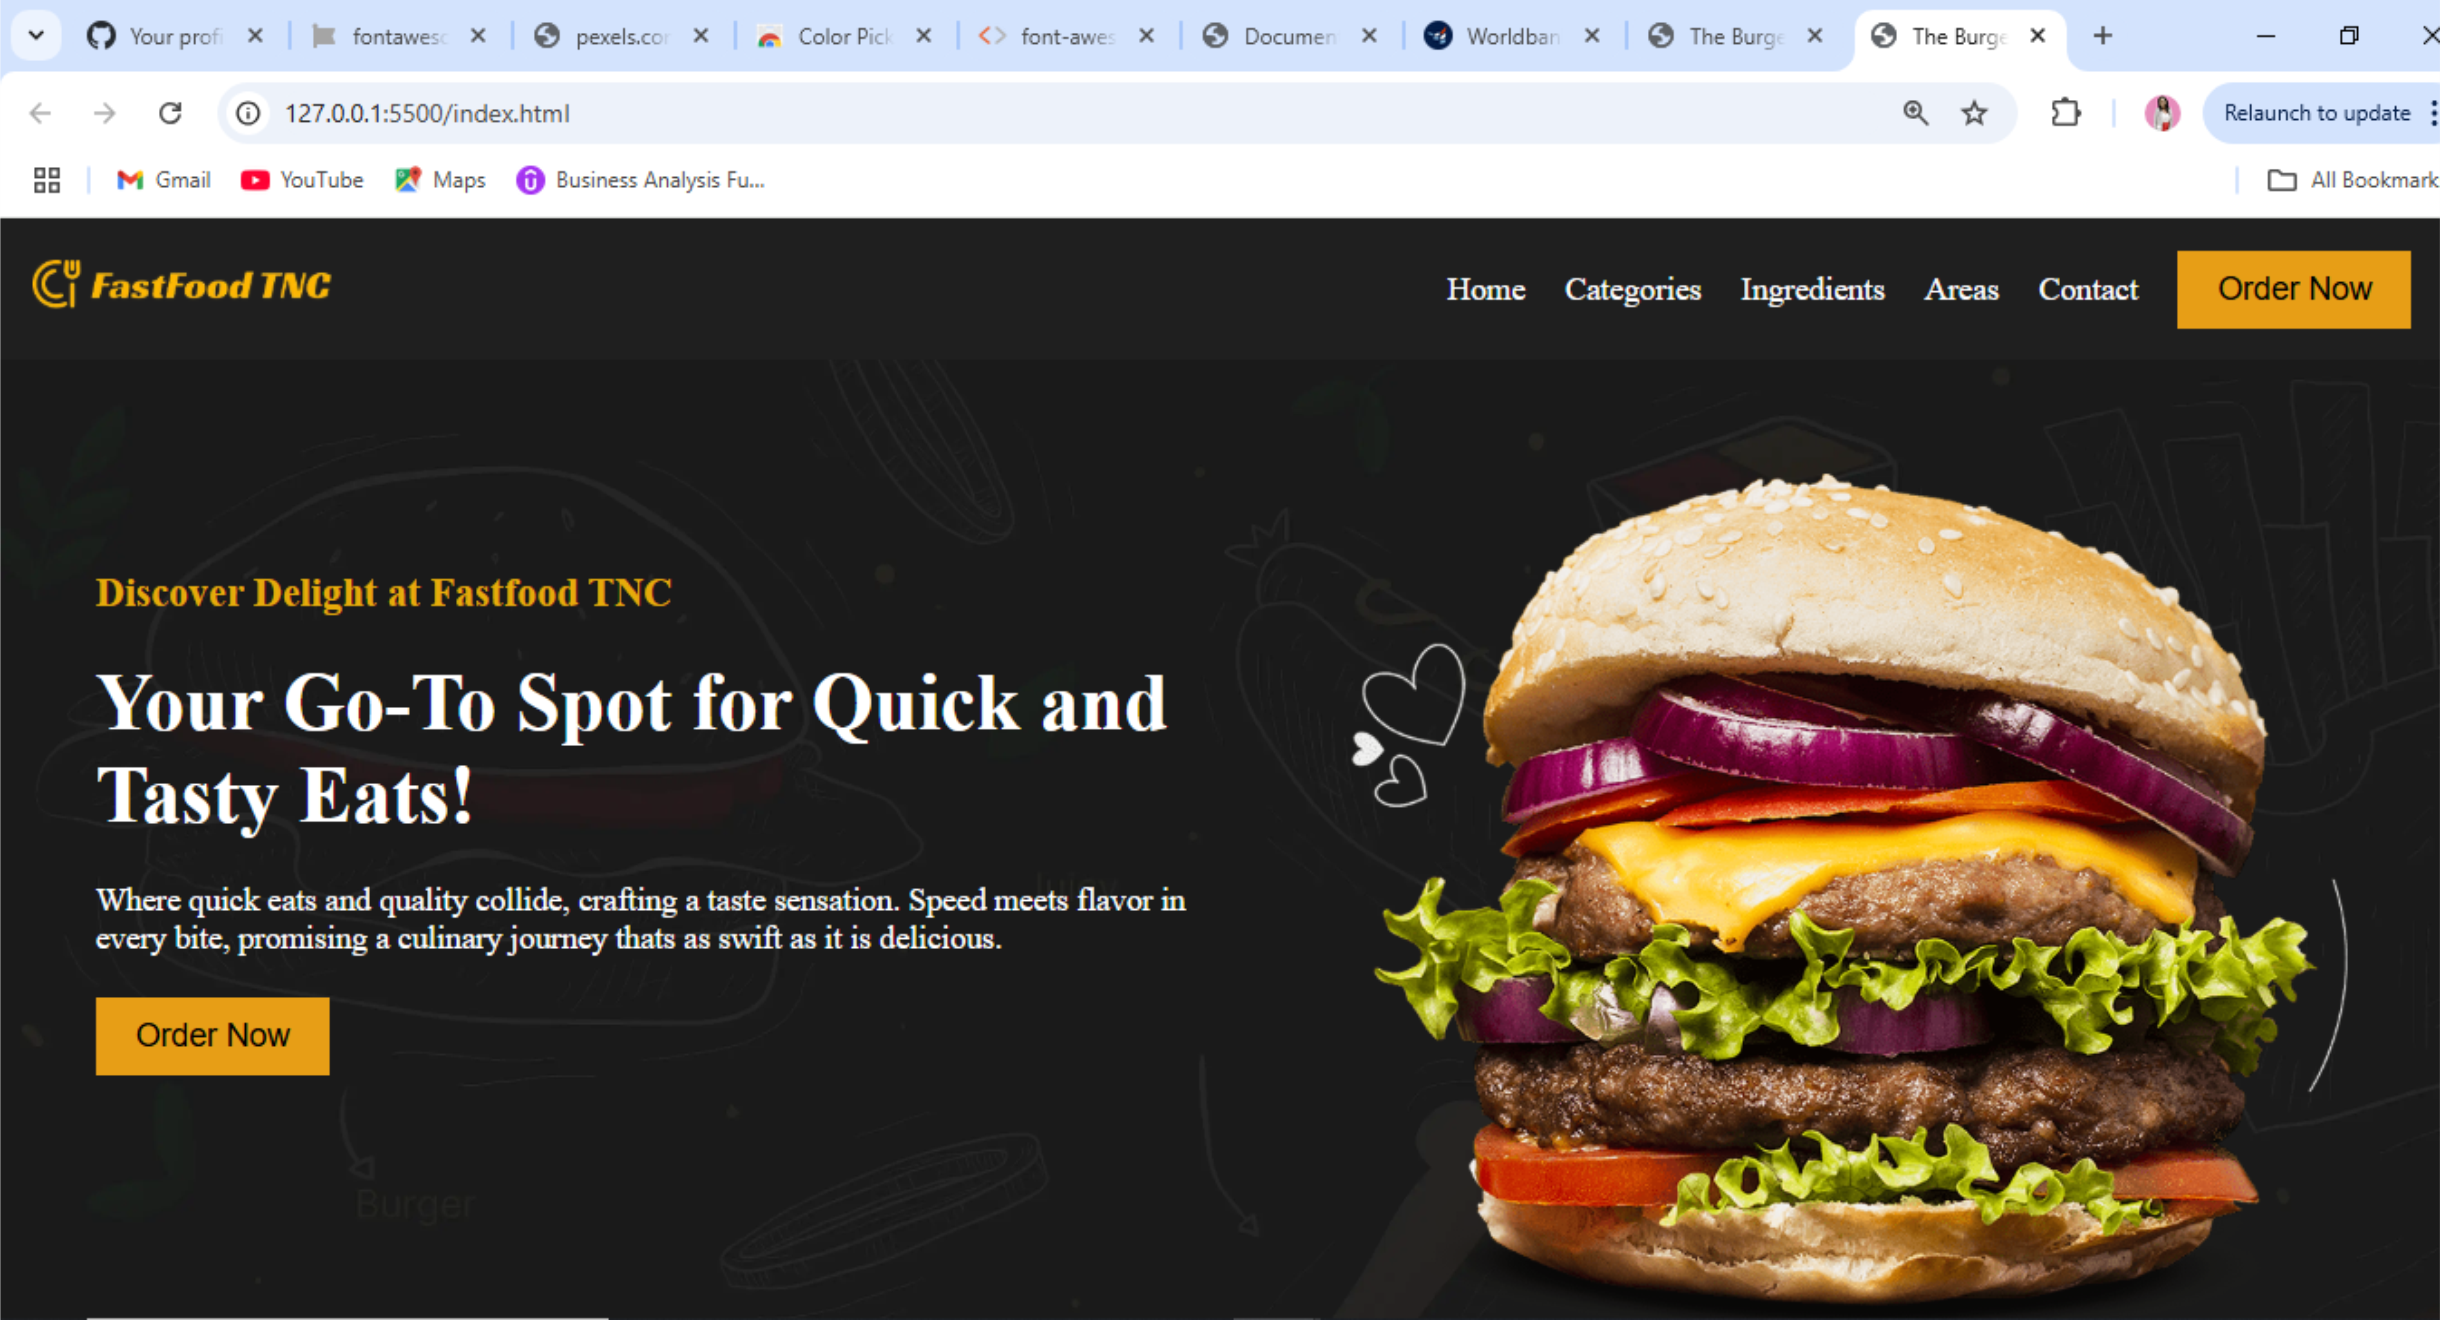 Your profi
fontawesc
pexels.cor
Color Pick
font-awes
Documen
Worldban
The Burge
The Burge
127.0.0.1:5500/index.html
Relaunch to update
Gmail
YouTube
Maps
Business Analysis Fu...
All Bookmark
FastFood TNC
Home
Categories
Ingredients
Areas
Contact
Order Now
Discover Delight at Fastfood TNC
Your Go-To Spot for Quick and
Tasty Eats!
Where quick eats and quality collide, crafting a taste sensation. Speed meets flavor in
every bite, promising a culinary journey thats as swift as it is delicious.
Order Now
Burger